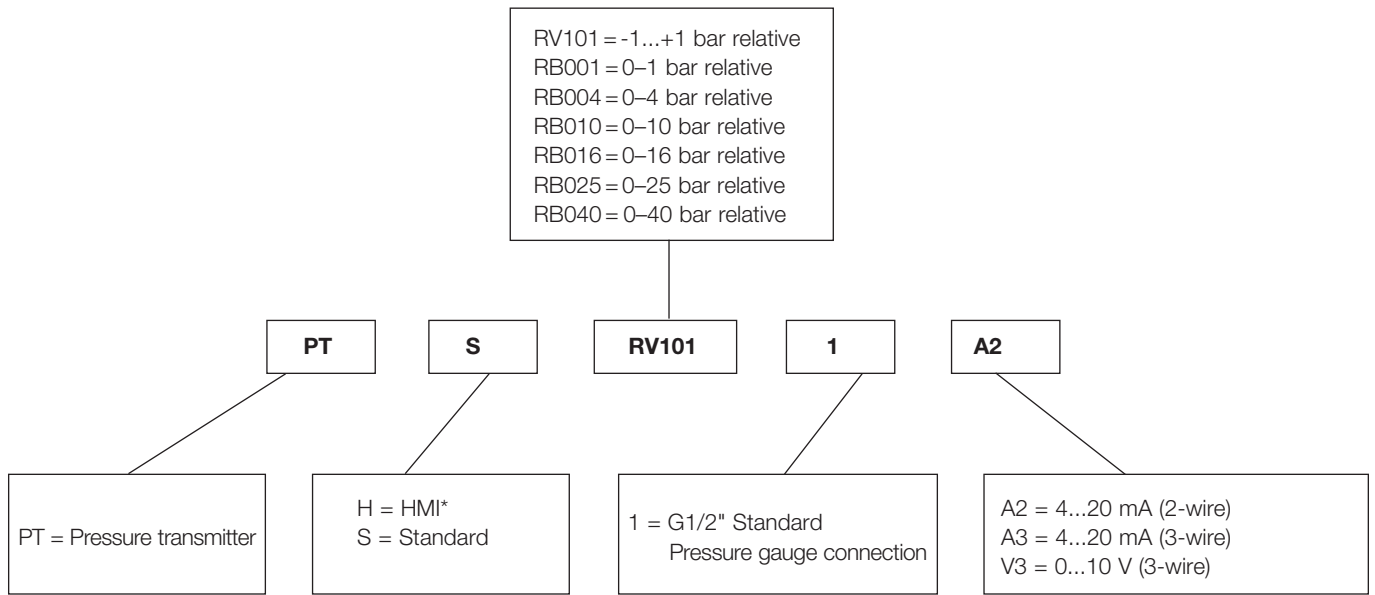 RV101 = -1...+1 bar relative
RB001 = 0–1 bar relative
RB004 = 0–4 bar relative
RB010 = 0–10 bar relative
RB016 = 0–16 bar relative
RB025 = 0–25 bar relative
RB040 = 0–40 bar relative
PT S RV101 1 A2
PT = Pressure transmitter
H = HMI*
S = Standard
1 = G1/2" Standard
Pressure gauge connection
A2 = 4...20 mA (2-wire)
A3 = 4...20 mA (3-wire)
V3 = 0...10 V (3-wire)